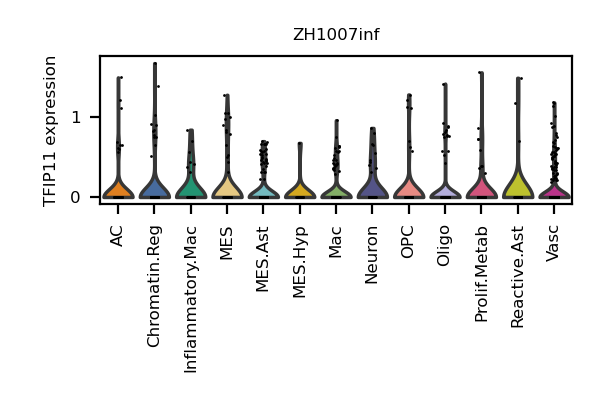 ZH1007inf
TFIP11 expression
1
0
AC
Chromatin.Reg
Inflammatory.Mac
MES
MES.Ast
MES.Hyp
Mac
Neuron
OPC
Oligo
Prolif.Metab
Reactive.Ast
Vasc